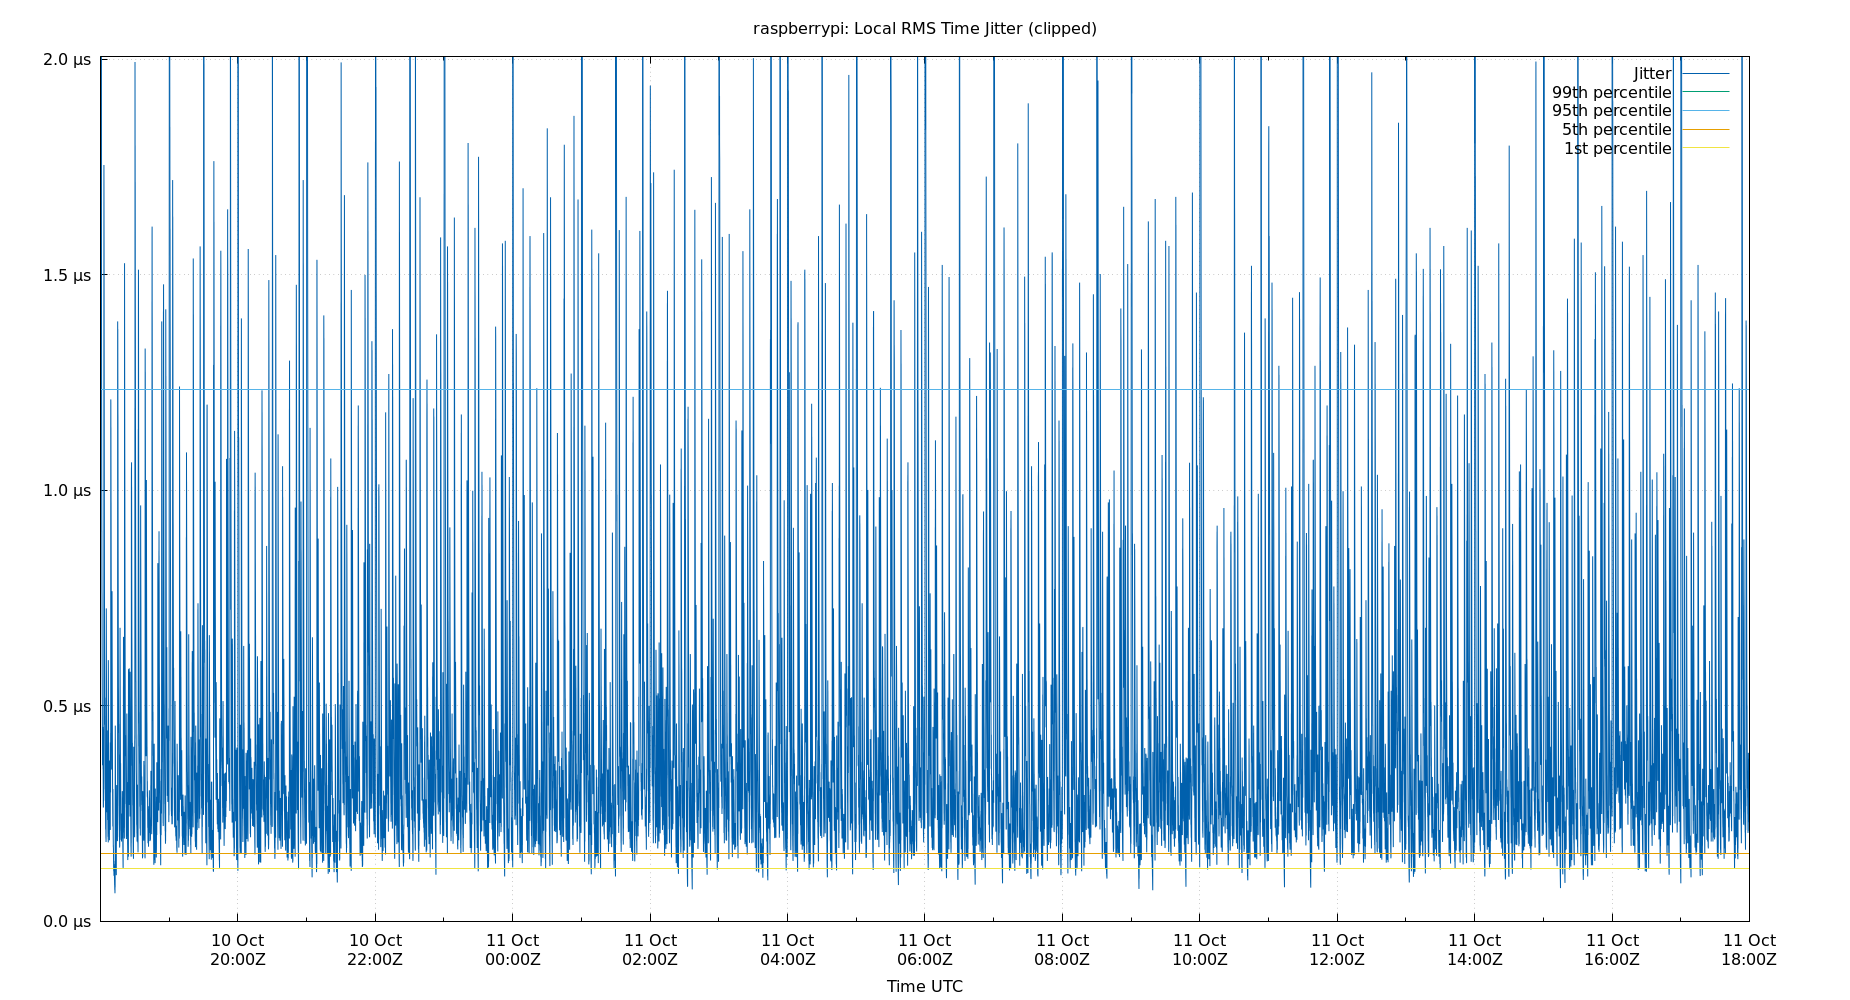 raspberrypi: Local RMS Time Jitter (clipped)
2.0 µs
1.5 µs
1.0 µs
0.5 µs
0.0 µs
Jitter
99th percentile
95th percentile
5th percentile
1st percentile
10 Oct 10 Oct 11 Oct 11 Oct 11 Oct 11 Oct 11 Oct 11 Oct 11 Oct 11 Oct 11 Oct 11 Oct
20:00Z 22:00Z 00:00Z 02:00Z 04:00Z 06:00Z 08:00Z 10:00Z 12:00Z 14:00Z 16:00Z 18:00Z
Time UTC